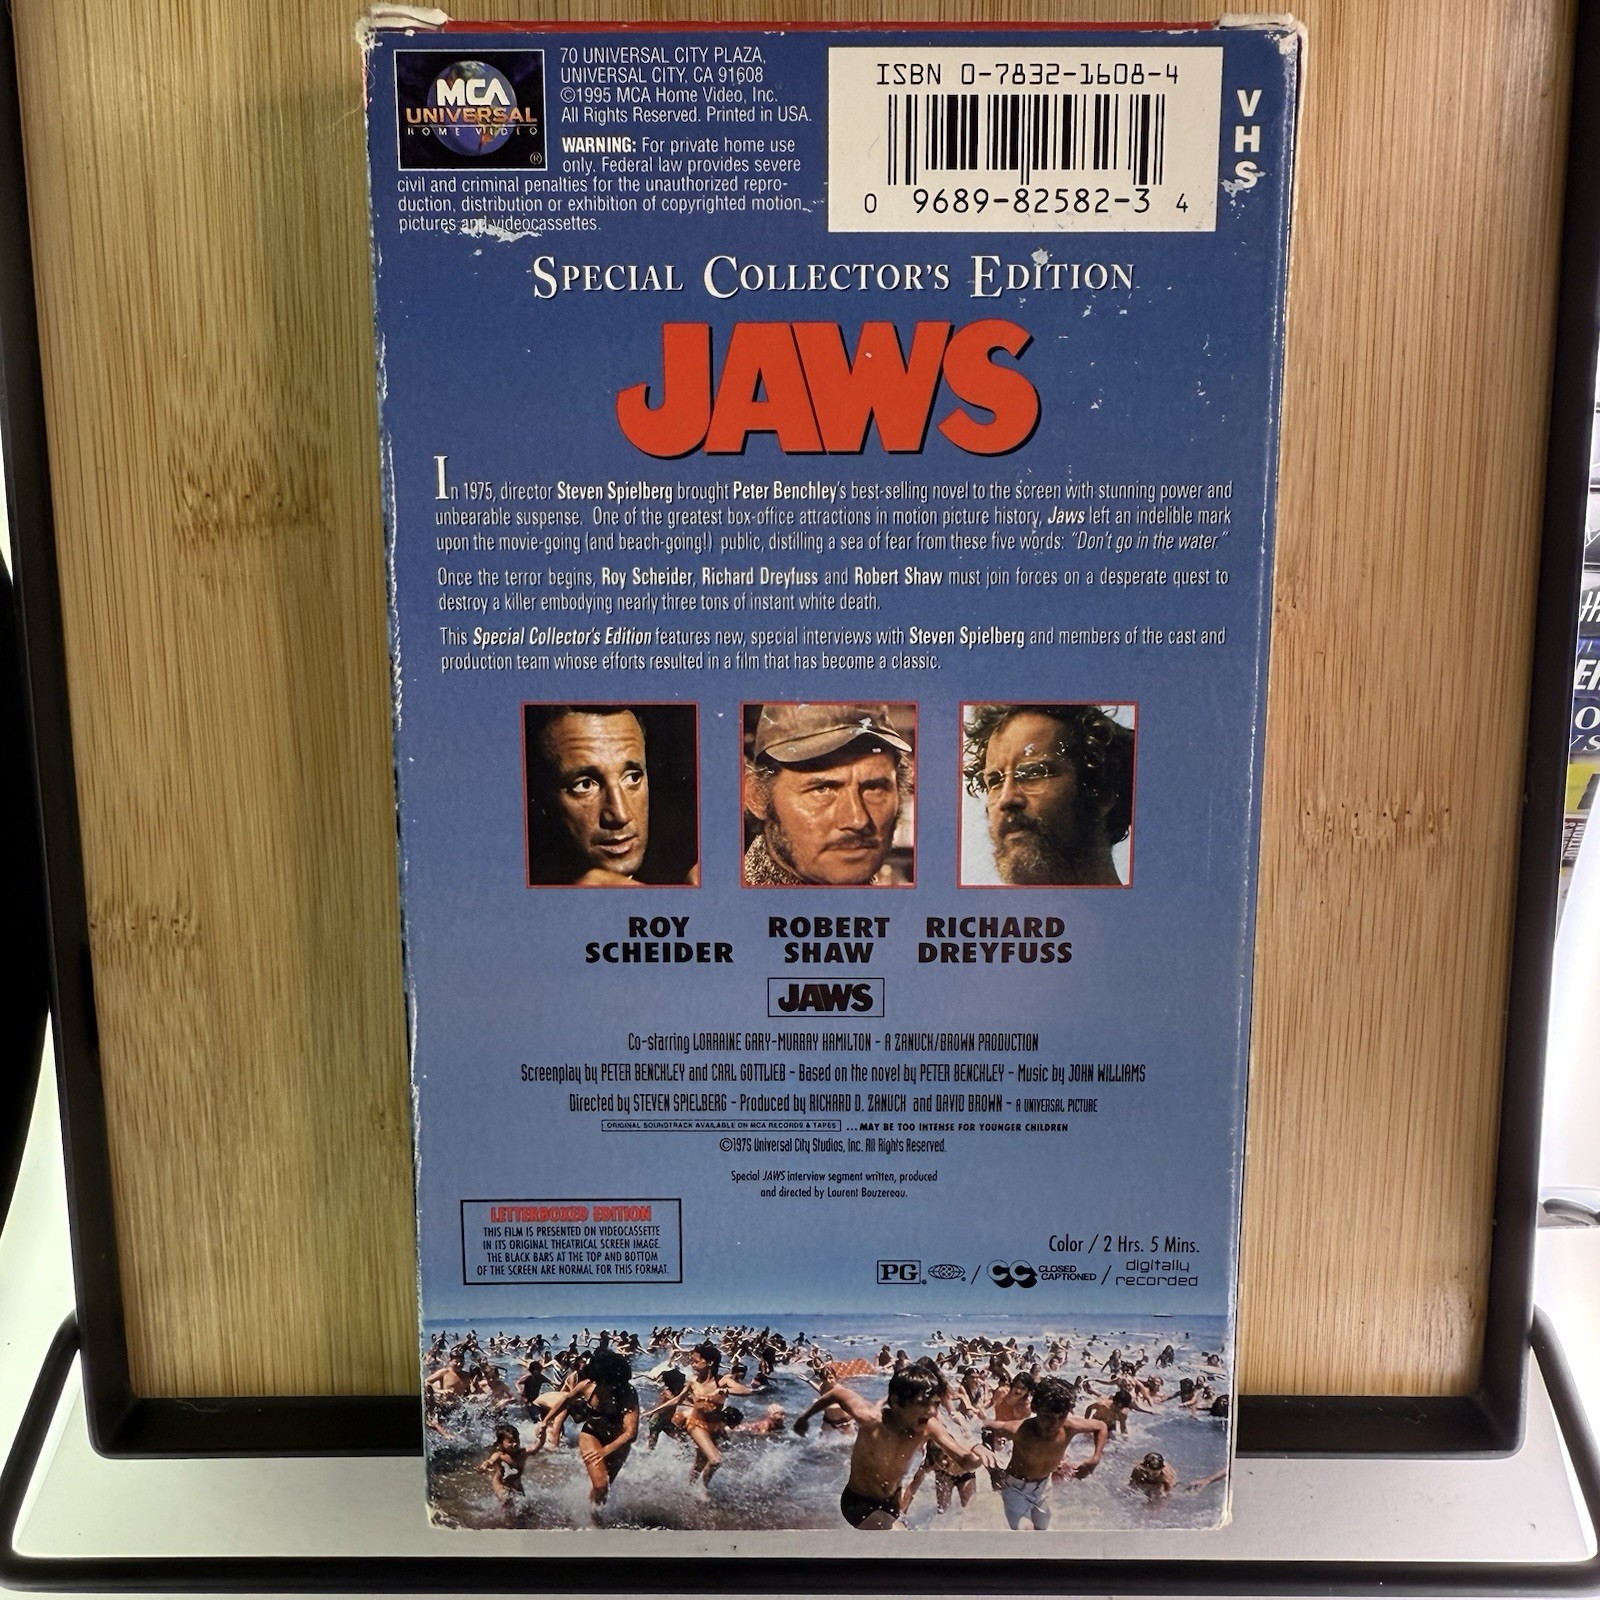 MCA
UNIVERSAL
HOME VIDEO
®
70 UNIVERSAL CITY PLAZA,
UNIVERSAL CITY, CA 91608
©1995 MCA Home Video, Inc.
All Rights Reserved. Printed in USA.
WARNING: For private home use
only. Federal law provides severe
civil and criminal penalties for the unauthorized repro-
duction, distribution or exhibition of copyrighted motion
pictures and videocassettes.
ISBN 0-7832-1608-4
0 9689-82582-3 4
VHS
SPECIAL COLLECTOR'S EDITION
JAWS
In 1975, director Steven Spielberg brought Peter Benchley's best-selling novel to the screen with stunning power and
unbearable suspense. One of the greatest box-office attractions in motion picture history, Jaws left an indelible mark
upon the movie-going (and beach-going!) public, distilling a sea of fear from these five words: "Don't go in the water."
Once the terror begins, Roy Scheider, Richard Dreyfuss and Robert Shaw must join forces on a desperate quest to
destroy a killer embodying nearly three tons of instant white death.
This Special Collector's Edition features new, special interviews with Steven Spielberg and members of the cast and
production team whose efforts resulted in a film that has become a classic.
ROY SCHEIDER
ROBERT SHAW
RICHARD DREYFUSS
JAWS
Co-starring LORRAINE GARY-MURRAY HAMILTON - A ZANUCK/BROWN PRODUCTION
Screenplay by PETER BENCHLEY and CARL GOTTLIEB - Based on the novel by PETER BENCHLEY - Music by JOHN WILLIAMS
Directed by STEVEN SPIELBERG - Produced by RICHARD D. ZANUCK and DAVID BROWN - A UNIVERSAL PICTURE
ORIGINAL SOUNDTRACK AVAILABLE ON MCA RECORDS & TAPES ...MAY BE TOO INTENSE FOR YOUNGER CHILDREN
©1975 Universal City Studios, Inc. All Rights Reserved.
Special JAWS interview segment written, produced
and directed by Laurent Bouzereau.
LETTERBOXED EDITION
THIS FILM IS PRESENTED ON VIDEOCASSETTE
IN ITS ORIGINAL THEATRICAL SCREEN IMAGE.
THE BLACK BARS AT THE TOP AND BOTTOM
OF THE SCREEN ARE NORMAL FOR THIS FORMAT.
Color / 2 Hrs. 5 Mins.
PG ® / CC CLOSED CAPTIONED / digitally recorded